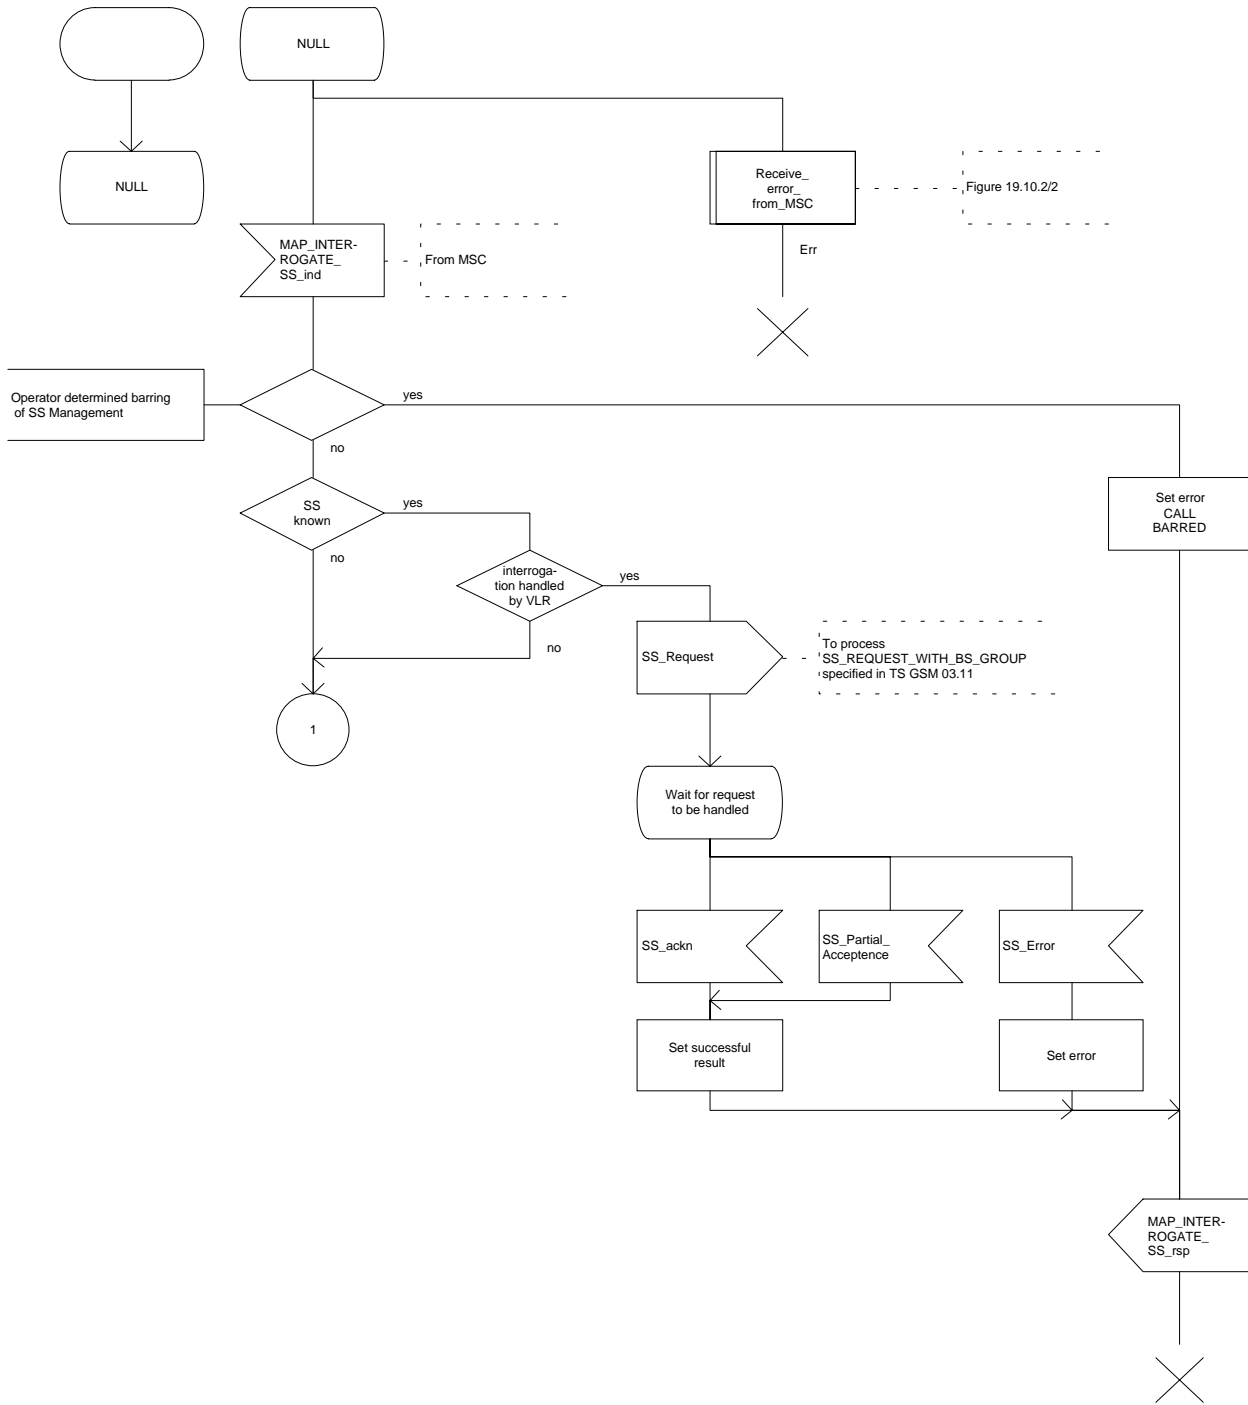 NULL
NULL
Receive_
error_
from_MSC
Figure 19.10.2/2
MAP_INTER-
ROGATE_
SS_ind
From MSC
Err
Operator determined barring
of SS Management
yes
no
SS
known
yes
no
Set error
CALL
BARRED
interroga-
tion handled
by VLR
yes
no
SS_Request
To process
SS_REQUEST_WITH_BS_GROUP
specified in TS GSM 03.11
1
Wait for request
to be handled
SS_ackn
SS_Partial_
Acceptence
SS_Error
Set successful
result
Set error
MAP_INTER-
ROGATE_
SS_rsp